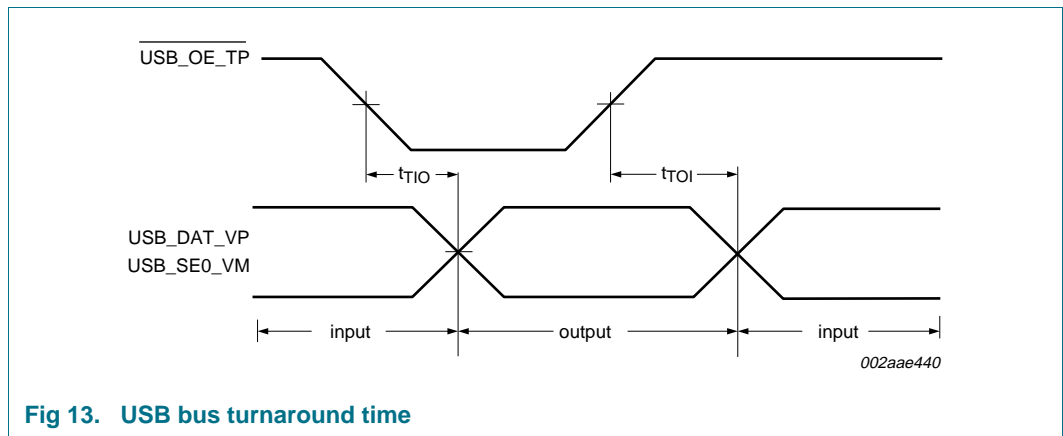 USB_OE_TP
tTIO
tTOI
USB_DAT_VP
USB_SE0_VM
input
output
input
002aae440
Fig 13. USB bus turnaround time